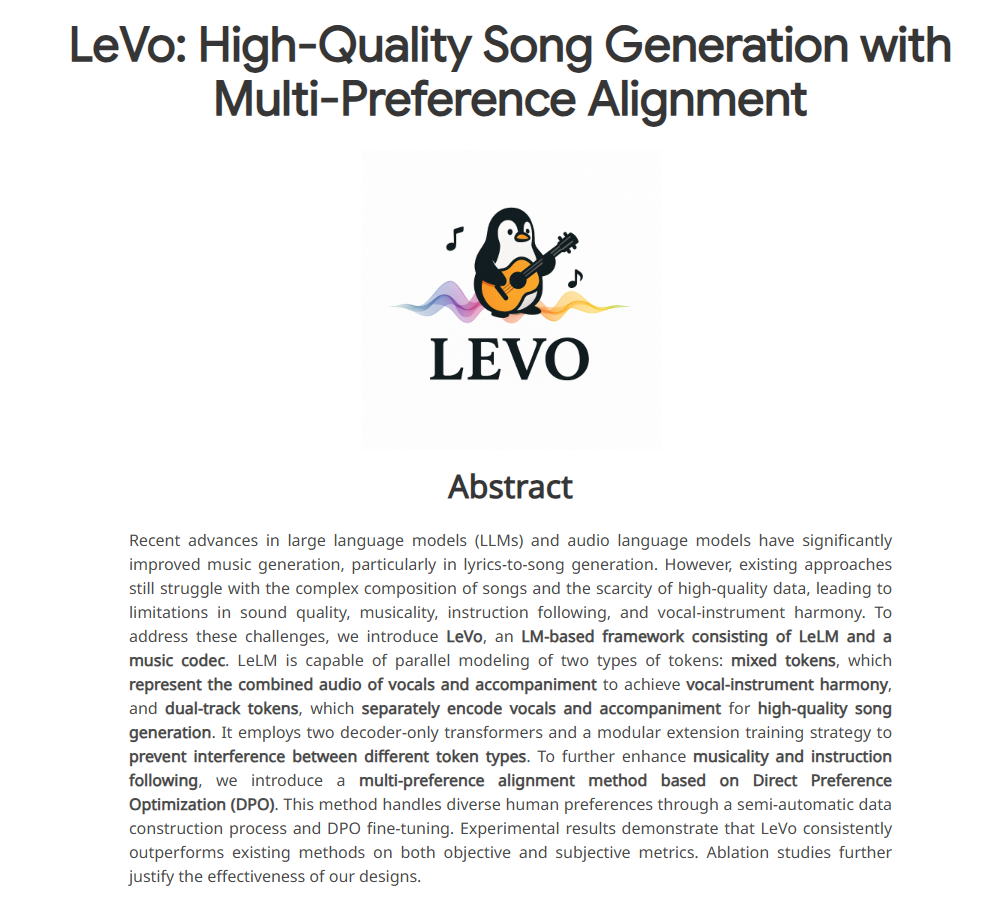 LeVo: High-Quality Song Generation with
Multi-Preference Alignment
LEVO
Abstract
Recent advances in large language models (LLMs) and audio language models have significantly
improved music generation, particularly in lyrics-to-song generation. However, existing approaches
still struggle with the complex composition of songs and the scarcity of high-quality data, leading to
limitations in sound quality, musicality, instruction following, and vocal-instrument harmony. To
address these challenges, we introduce LeVo, an LM-based framework consisting of LeLM and a
music codec. LeLM is capable of parallel modeling of two types of tokens: mixed tokens, which
represent the combined audio of vocals and accompaniment to achieve vocal-instrument harmony,
and dual-track tokens, which separately encode vocals and accompaniment for high-quality song
generation. It employs two decoder-only transformers and a modular extension training strategy to
prevent interference between different token types. To further enhance musicality and instruction
following, we introduce a multi-preference alignment method based on Direct Preference
Optimization (DPO). This method handles diverse human preferences through a semi-automatic data
construction process and DPO fine-tuning. Experimental results demonstrate that LeVo consistently
outperforms existing methods on both objective and subjective metrics. Ablation studies further
justify the effectiveness of our designs.